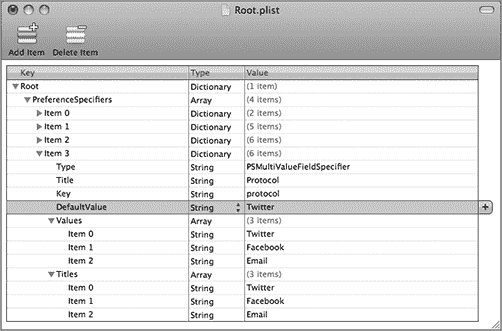 Root.plist
Add Item Delete Item
Key Type Value
Root Dictionary (1 item)
PreferenceSpecifiers Array (4 items)
Item 0 Dictionary (2 items)
Item 1 Dictionary (5 items)
Item 2 Dictionary (6 items)
Item 3 Dictionary (6 items)
Type String PSMultiValueFieldSpecifier
Title String Protocol
Key String protocol
DefaultValue String Twitter
Values Array (3 items)
Item 0 String Twitter
Item 1 String Facebook
Item 2 String Email
Titles Array (3 items)
Item 0 String Twitter
Item 1 String Facebook
Item 2 String Email